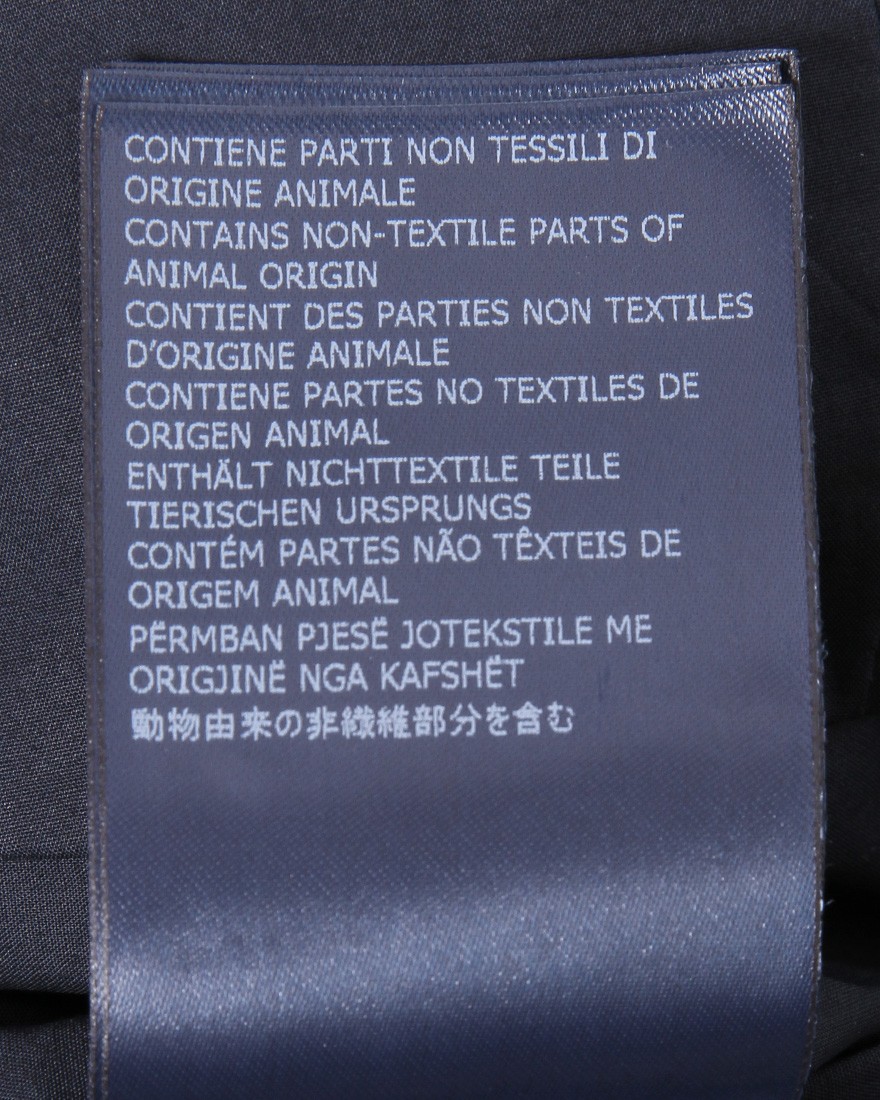 CONTIENE PARTI NON TESSILI DI
ORIGINE ANIMALE
CONTAINS NON-TEXTILE PARTS OF
ANIMAL ORIGIN
CONTIENT DES PARTIES NON TEXTILES
D'ORIGINE ANIMALE
CONTIENE PARTES NO TEXTILES DE
ORIGEN ANIMAL
ENTHÄLT NICHTTEXTILE TEILE
TIERISCHEN URSPRUNGS
CONTÉM PARTES NÃO TÊXTEIS DE
ORIGEM ANIMAL
PËRMBAN PJESË JOTEKSTILE ME
ORIGJINË NGA KAFSHËT
動物由来の非繊維部分を含む